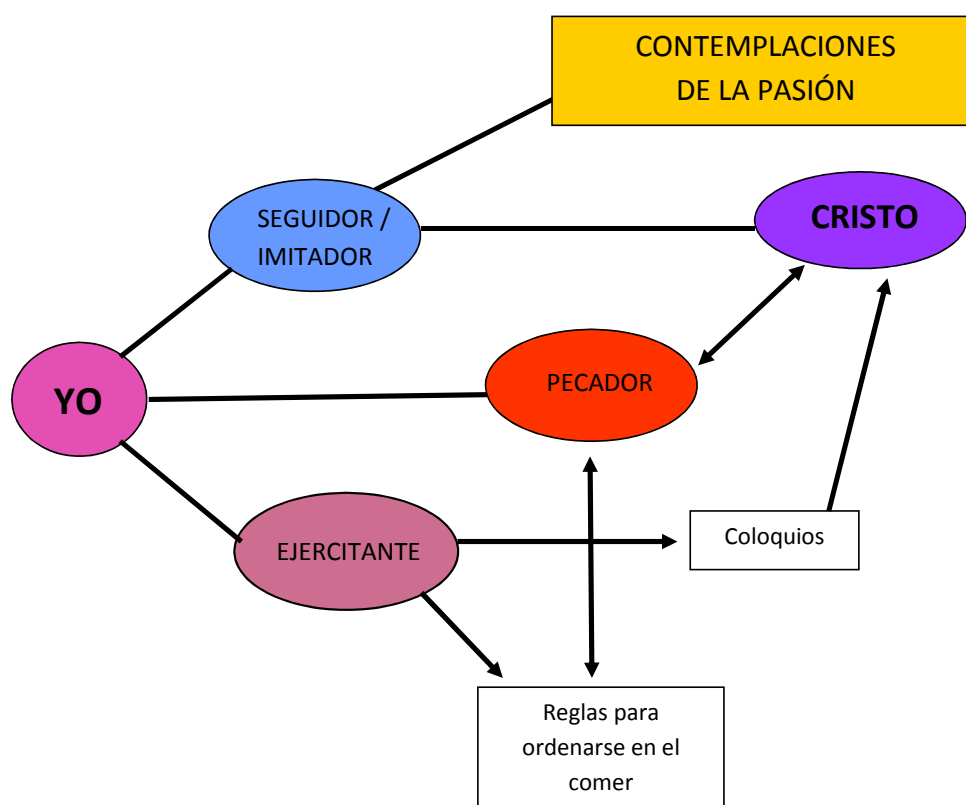 CONTEMPLACIONES
DE LA PASIÓN
SEGUIDOR /
IMITADOR
CRISTO
PECADOR
YO
EJERCITANTE
Coloquios
Reglas para
ordenarse en el
comer